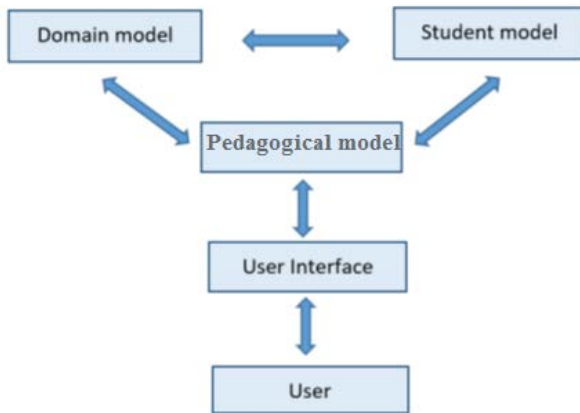 Domain model
Student model
Pedagogical model
User Interface
User